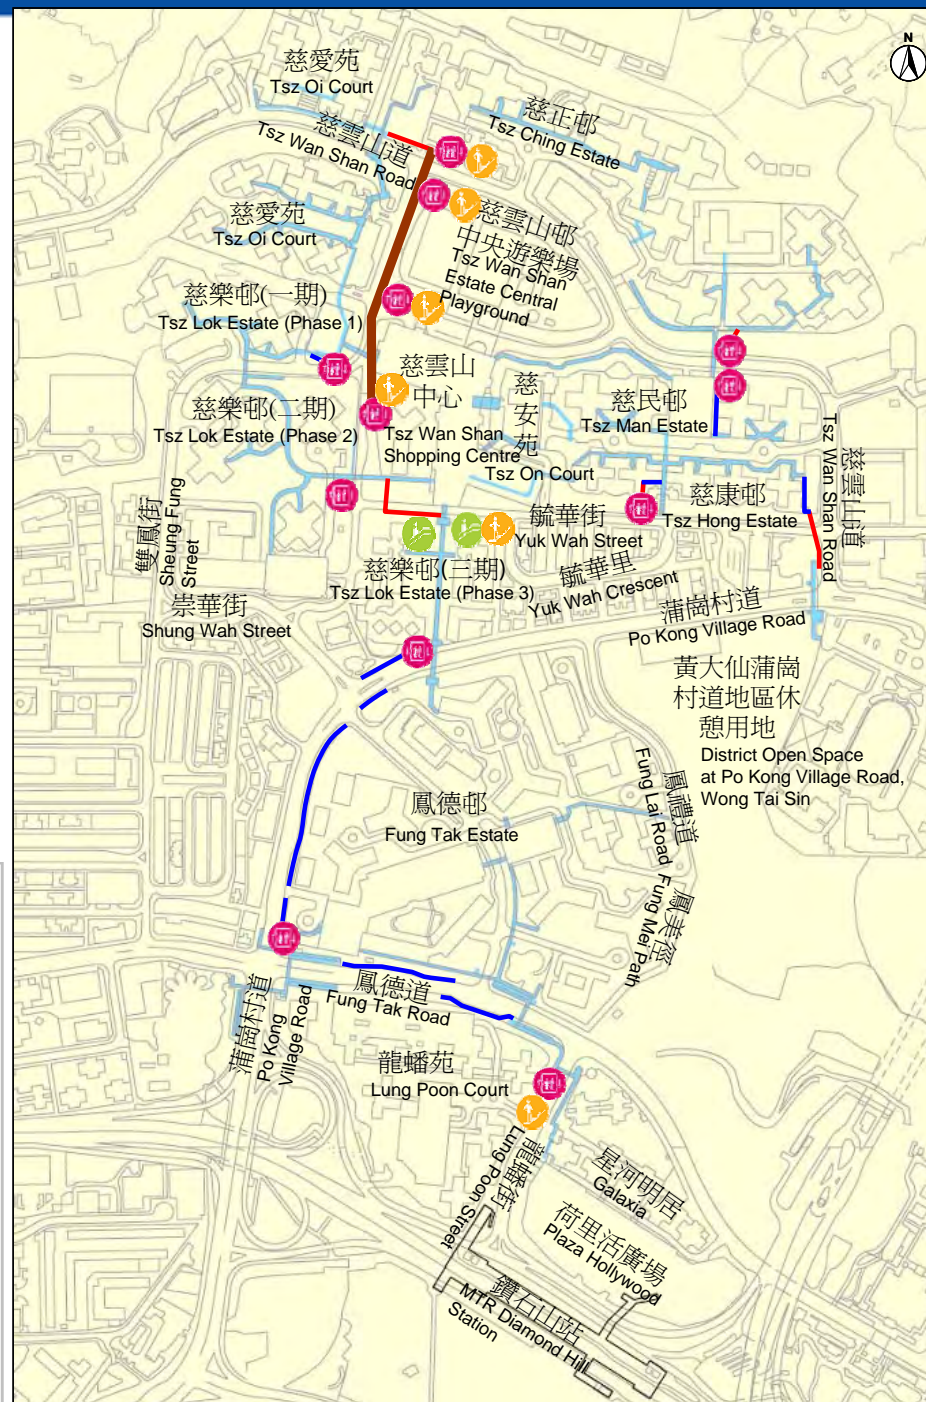 N
慈愛苑
Tsz Oi Court
慈正邨
Tsz Ching Estate
慈雲山道
Tsz Wan Shan Road
慈愛苑
Tsz Oi Court
慈雲山邨
中央遊樂場
Tsz Wan Shan
Estate Central
Playground
慈樂邨(一期)
Tsz Lok Estate (Phase 1)
慈雲山
中心
Tsz Wan Shan
Shopping Centre
慈樂邨(二期)
Tsz Lok Estate (Phase 2)
慈安苑
Tsz On Court
慈民邨
Tsz Man Estate
慈雲山道
Tsz Wan Shan Road
慈康邨
Tsz Hong Estate
雙鳳街
Sheung Fung
Street
毓華街
Yuk Wah Street
慈樂邨(三期)
Tsz Lok Estate (Phase 3)
毓華里
Yuk Wah Crescent
崇華街
Shung Wah Street
蒲崗村道
Po Kong Village Road
黃大仙蒲崗
村道地區休
憩用地
District Open Space
at Po Kong Village Road,
Wong Tai Sin
鳳禮道
Fung Lai Road
鳳德邨
Fung Tak Estate
鳳美徑
Fung Mei Path
鳳德道
Fung Tak Road
蒲崗村道
Po Kong
Village Road
龍蟠苑
Lung Poon Court
龍蟠街
Lung Poon Street
星河明居
Galaxia
荷里活廣場
Plaza Hollywood
鑽石山站
MTR Diamond Hill
Station